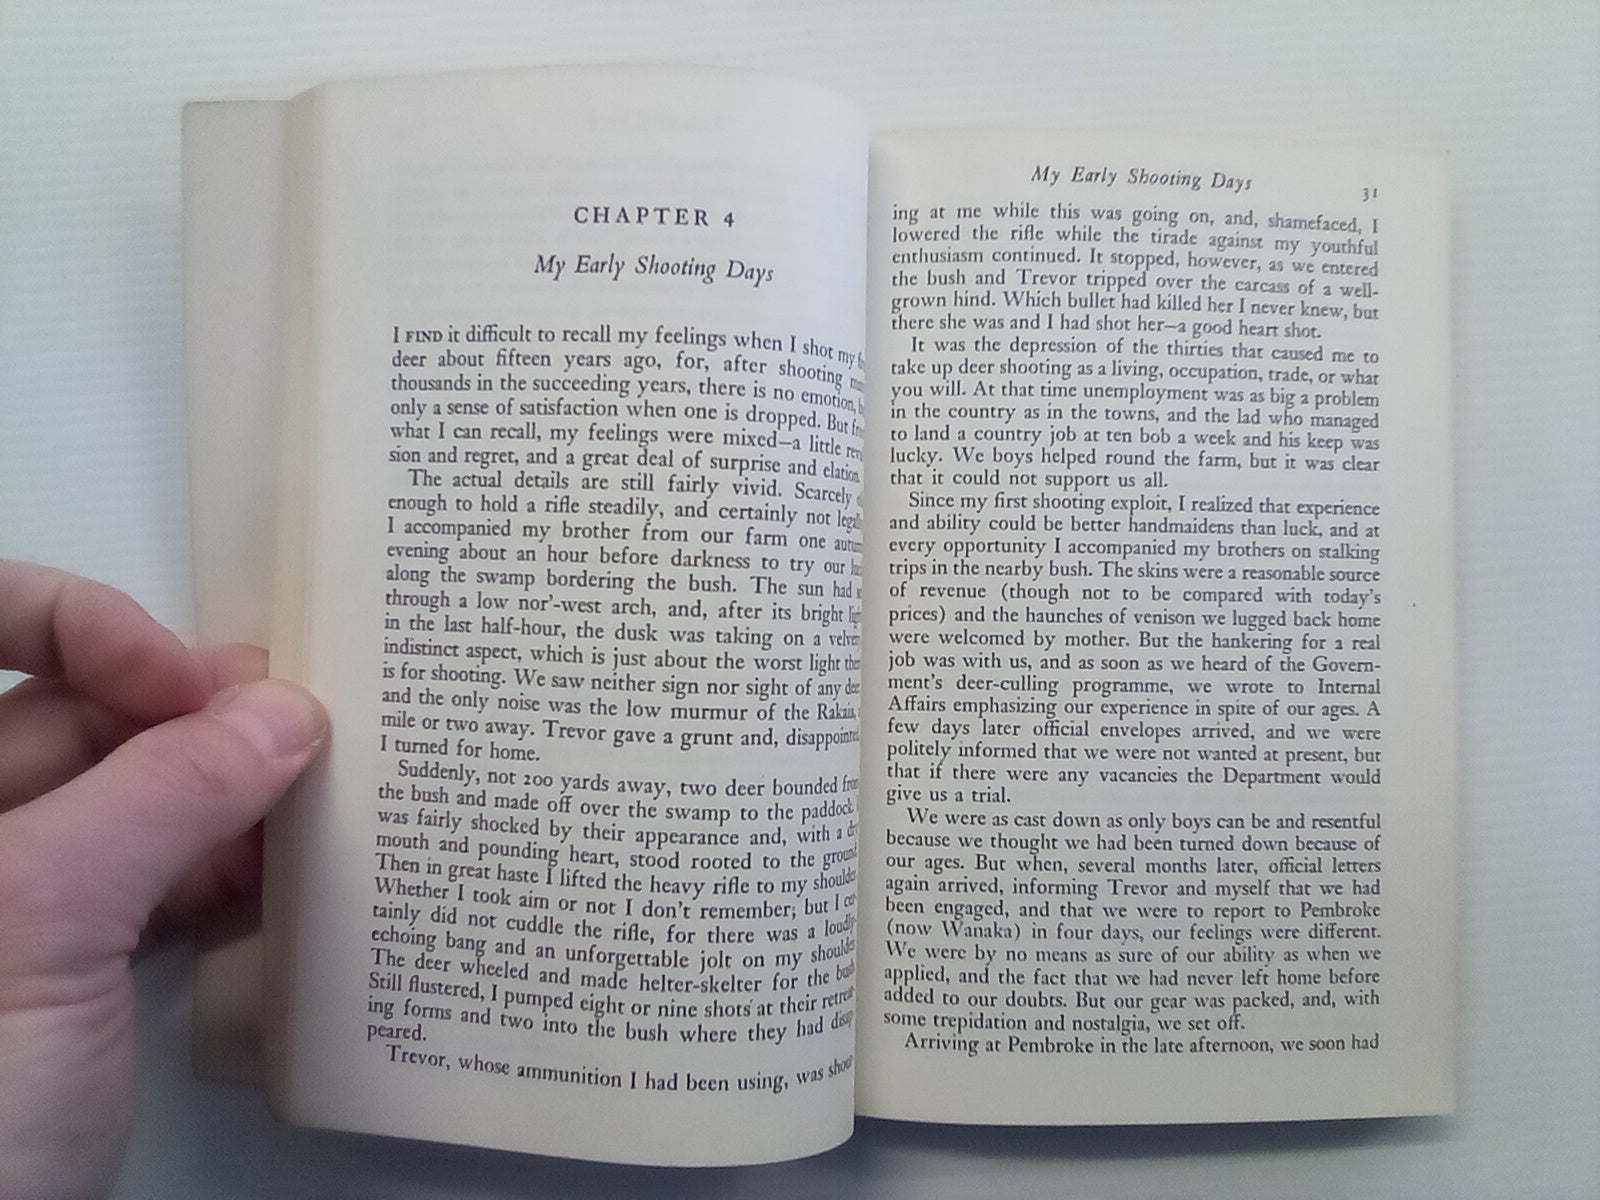 CHAPTER 4
My Early Shooting Days
I FIND it difficult to recall my feelings when I shot my
deer about fifteen years ago, for, after shooting
thousands in the succeeding years, there is no emotion,
only a sense of satisfaction when one is dropped. But
what I can recall, my feelings were mixed—a little
sion and regret, and a great deal of surprise and elation.
The actual details are still fairly vivid. Scarcely
enough to hold a rifle steadily, and certainly not
I accompanied my brother from our farm one
evening about an hour before darkness to try our
along the swamp bordering the bush. The sun had
through a low nor'-west arch, and, after its bright
in the last half-hour, the dusk was taking on a
indistinct aspect, which is just about the worst light
is for shooting. We saw neither sign nor sight of any
and the only noise was the low murmur of the Rakaia,
mile or two away. Trevor gave a grunt and, disappointed
I turned for home.
Suddenly, not 200 yards away, two deer bounded from
the bush and made off over the swamp to the paddock.
was fairly shocked by their appearance and, with a
mouth and pounding heart, stood rooted to the ground
Then in great haste I lifted the heavy rifle to my shoulder
Whether I took aim or not I don't remember; but I cer-
tainly did not cuddle the rifle, for there was a loudly-
echoing bang and an unforgettable jolt on my shoulder
The deer wheeled and made helter-skelter for the bush
Still flustered, I pumped eight or nine shots at their retreat-
ing forms and two into the bush where they had disap-
peared.
Trevor, whose ammunition I had been using, was shout-
My Early Shooting Days 31
ing at me while this was going on, and, shamefaced, I
lowered the rifle while the tirade against my youthful
enthusiasm continued. It stopped, however, as we entered
the bush and Trevor tripped over the carcass of a well-
grown hind. Which bullet had killed her I never knew, but
there she was and I had shot her—a good heart shot.
It was the depression of the thirties that caused me to
take up deer shooting as a living, occupation, trade, or what
you will. At that time unemployment was as big a problem
in the country as in the towns, and the lad who managed
to land a country job at ten bob a week and his keep was
lucky. We boys helped round the farm, but it was clear
that it could not support us all.
Since my first shooting exploit, I realized that experience
and ability could be better handmaidens than luck, and at
every opportunity I accompanied my brothers on stalking
trips in the nearby bush. The skins were a reasonable source
of revenue (though not to be compared with today's
prices) and the haunches of venison we lugged back home
were welcomed by mother. But the hankering for a real
job was with us, and as soon as we heard of the Govern-
ment's deer-culling programme, we wrote to Internal
Affairs emphasizing our experience in spite of our ages. A
few days later official envelopes arrived, and we were
politely informed that we were not wanted at present, but
that if there were any vacancies the Department would
give us a trial.
We were as cast down as only boys can be and resentful
because we thought we had been turned down because of
our ages. But when, several months later, official letters
again arrived, informing Trevor and myself that we had
been engaged, and that we were to report to Pembroke
(now Wanaka) in four days, our feelings were different.
We were by no means as sure of our ability as when we
applied, and the fact that we had never left home before
added to our doubts. But our gear was packed, and, with
some trepidation and nostalgia, we set off.
Arriving at Pembroke in the late afternoon, we soon had